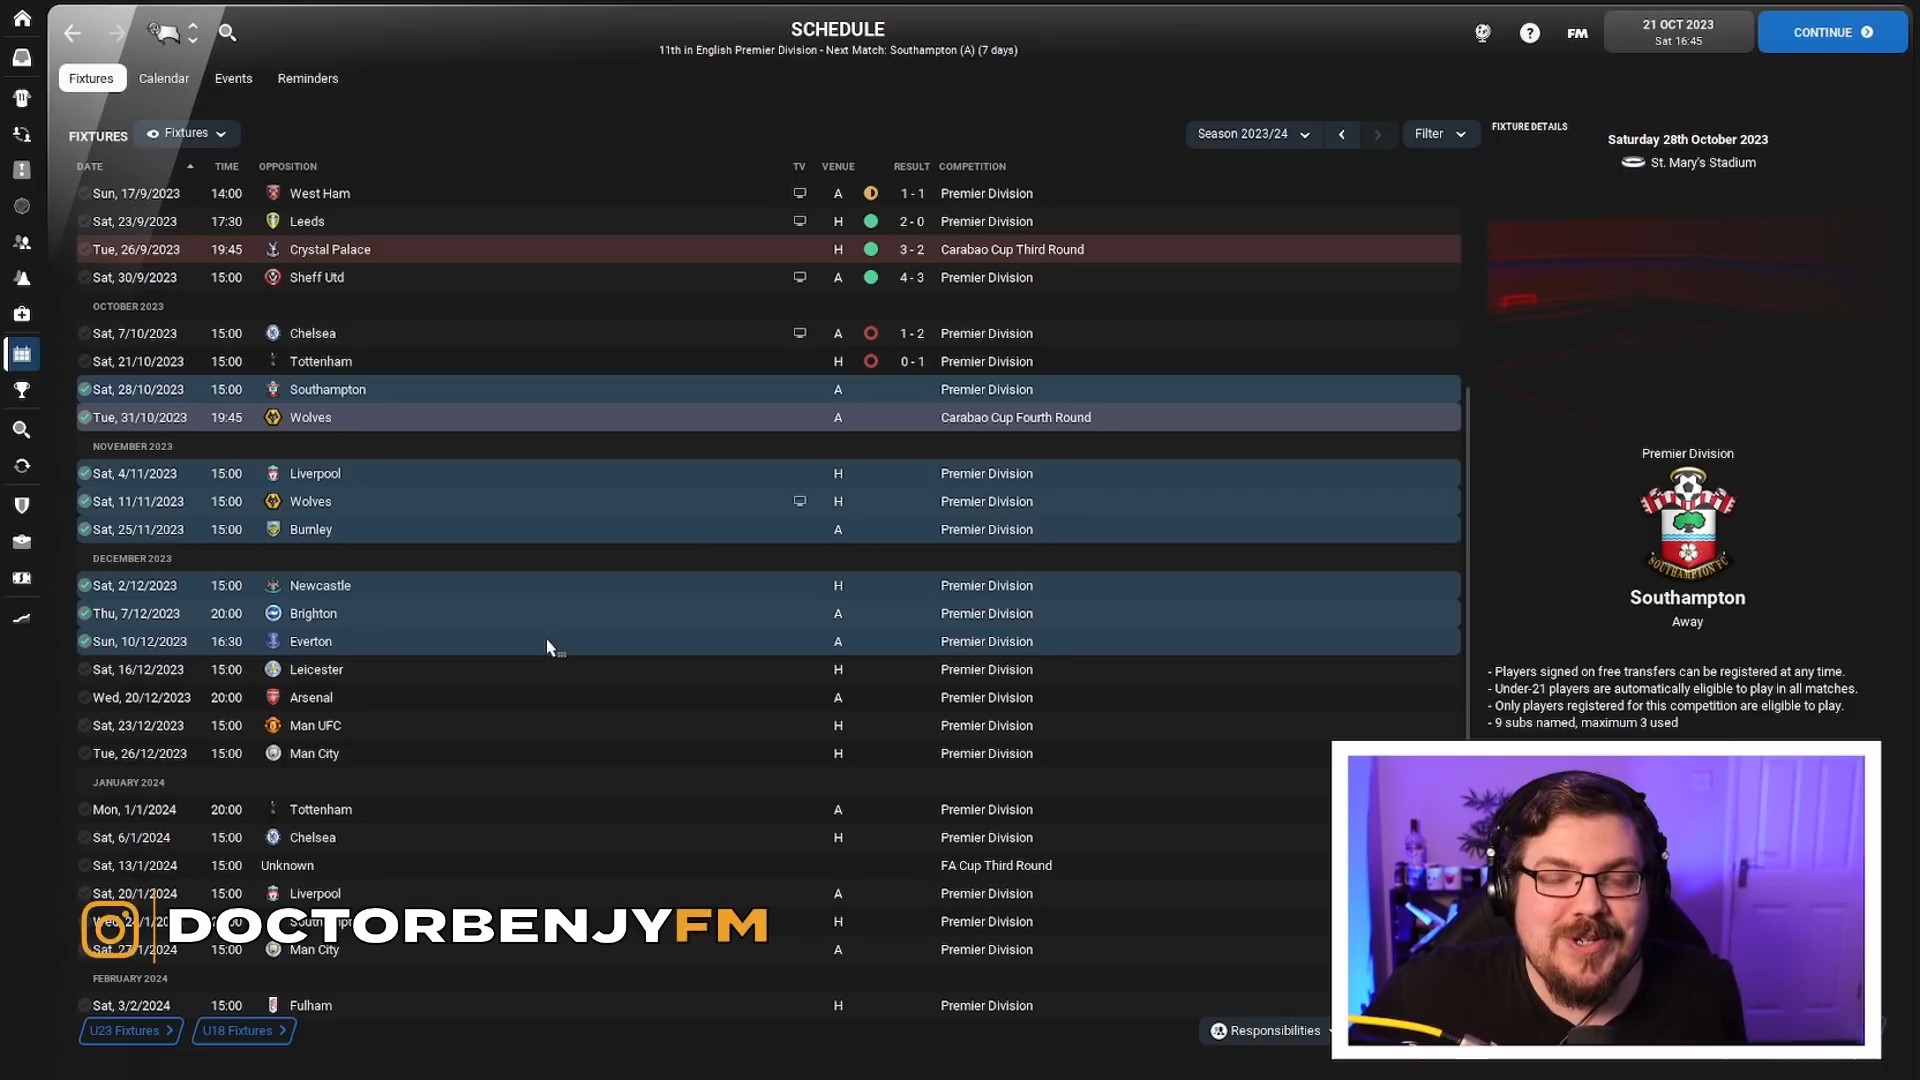 SCHEDULE
11th in English Premier Division - Next Match: Southampton (A) (7 days)
FM
21 OCT 2023
Sat 16:45
CONTINUE
Fixtures Calendar Events Reminders
FIXTURES Fixtures
Season 2023/24 Filter
DATE TIME OPPOSITION TV VENUE RESULT COMPETITION
Sun, 17/9/2023 14:00 West Ham A 1 - 1 Premier Division
Sat, 23/9/2023 17:30 Leeds H 2 - 0 Premier Division
Tue, 26/9/2023 19:45 Crystal Palace H 3 - 2 Carabao Cup Third Round
Sat, 30/9/2023 15:00 Sheff Utd A 4 - 3 Premier Division
OCTOBER 2023
Sat, 7/10/2023 15:00 Chelsea A 1 - 2 Premier Division
Sat, 21/10/2023 15:00 Tottenham H 0 - 1 Premier Division
Sat, 28/10/2023 15:00 Southampton A Premier Division
Tue, 31/10/2023 19:45 Wolves A Carabao Cup Fourth Round
NOVEMBER 2023
Sat, 4/11/2023 15:00 Liverpool H Premier Division
Sat, 11/11/2023 15:00 Wolves H Premier Division
Sat, 25/11/2023 15:00 Burnley A Premier Division
DECEMBER 2023
Sat, 2/12/2023 15:00 Newcastle H Premier Division
Thu, 7/12/2023 20:00 Brighton A Premier Division
Sun, 10/12/2023 16:30 Everton A Premier Division
Sat, 16/12/2023 15:00 Leicester H Premier Division
Wed, 20/12/2023 20:00 Arsenal A Premier Division
Sat, 23/12/2023 15:00 Man UFC H Premier Division
Tue, 26/12/2023 15:00 Man City H Premier Division
JANUARY 2024
Mon, 1/1/2024 20:00 Tottenham A Premier Division
Sat, 6/1/2024 15:00 Chelsea H Premier Division
Sat, 13/1/2024 15:00 Unknown FA Cup Third Round
Sat, 20/1/2024 15:00 Liverpool A Premier Division
H Premier Division
Sat, 27/1/2024 15:00 Man City A Premier Division
DOCTORBENJYFM
FEBRUARY 2024
Sat, 3/2/2024 15:00 Fulham H Premier Division
U23 Fixtures U18 Fixtures
Responsibilities
FIXTURE DETAILS
Saturday 28th October 2023
St. Mary's Stadium
Premier Division
SOUTHAMPTON FC
Southampton
Away
- Players signed on free transfers can be registered at any time.
- Under-21 players are automatically eligible to play in all matches.
- Only players registered for this competition are eligible to play.
- 9 subs named, maximum 3 used